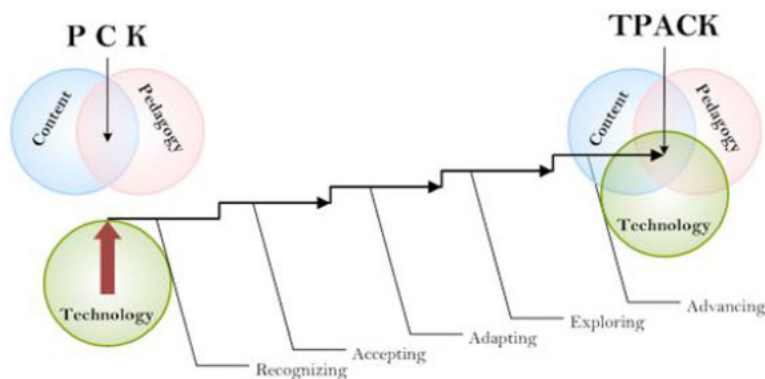 P C K
TPACK
Content
Pedagogy
Content
Pedagogy
Technology
Technology
Recognizing
Accepting
Adapting
Exploring
Advancing